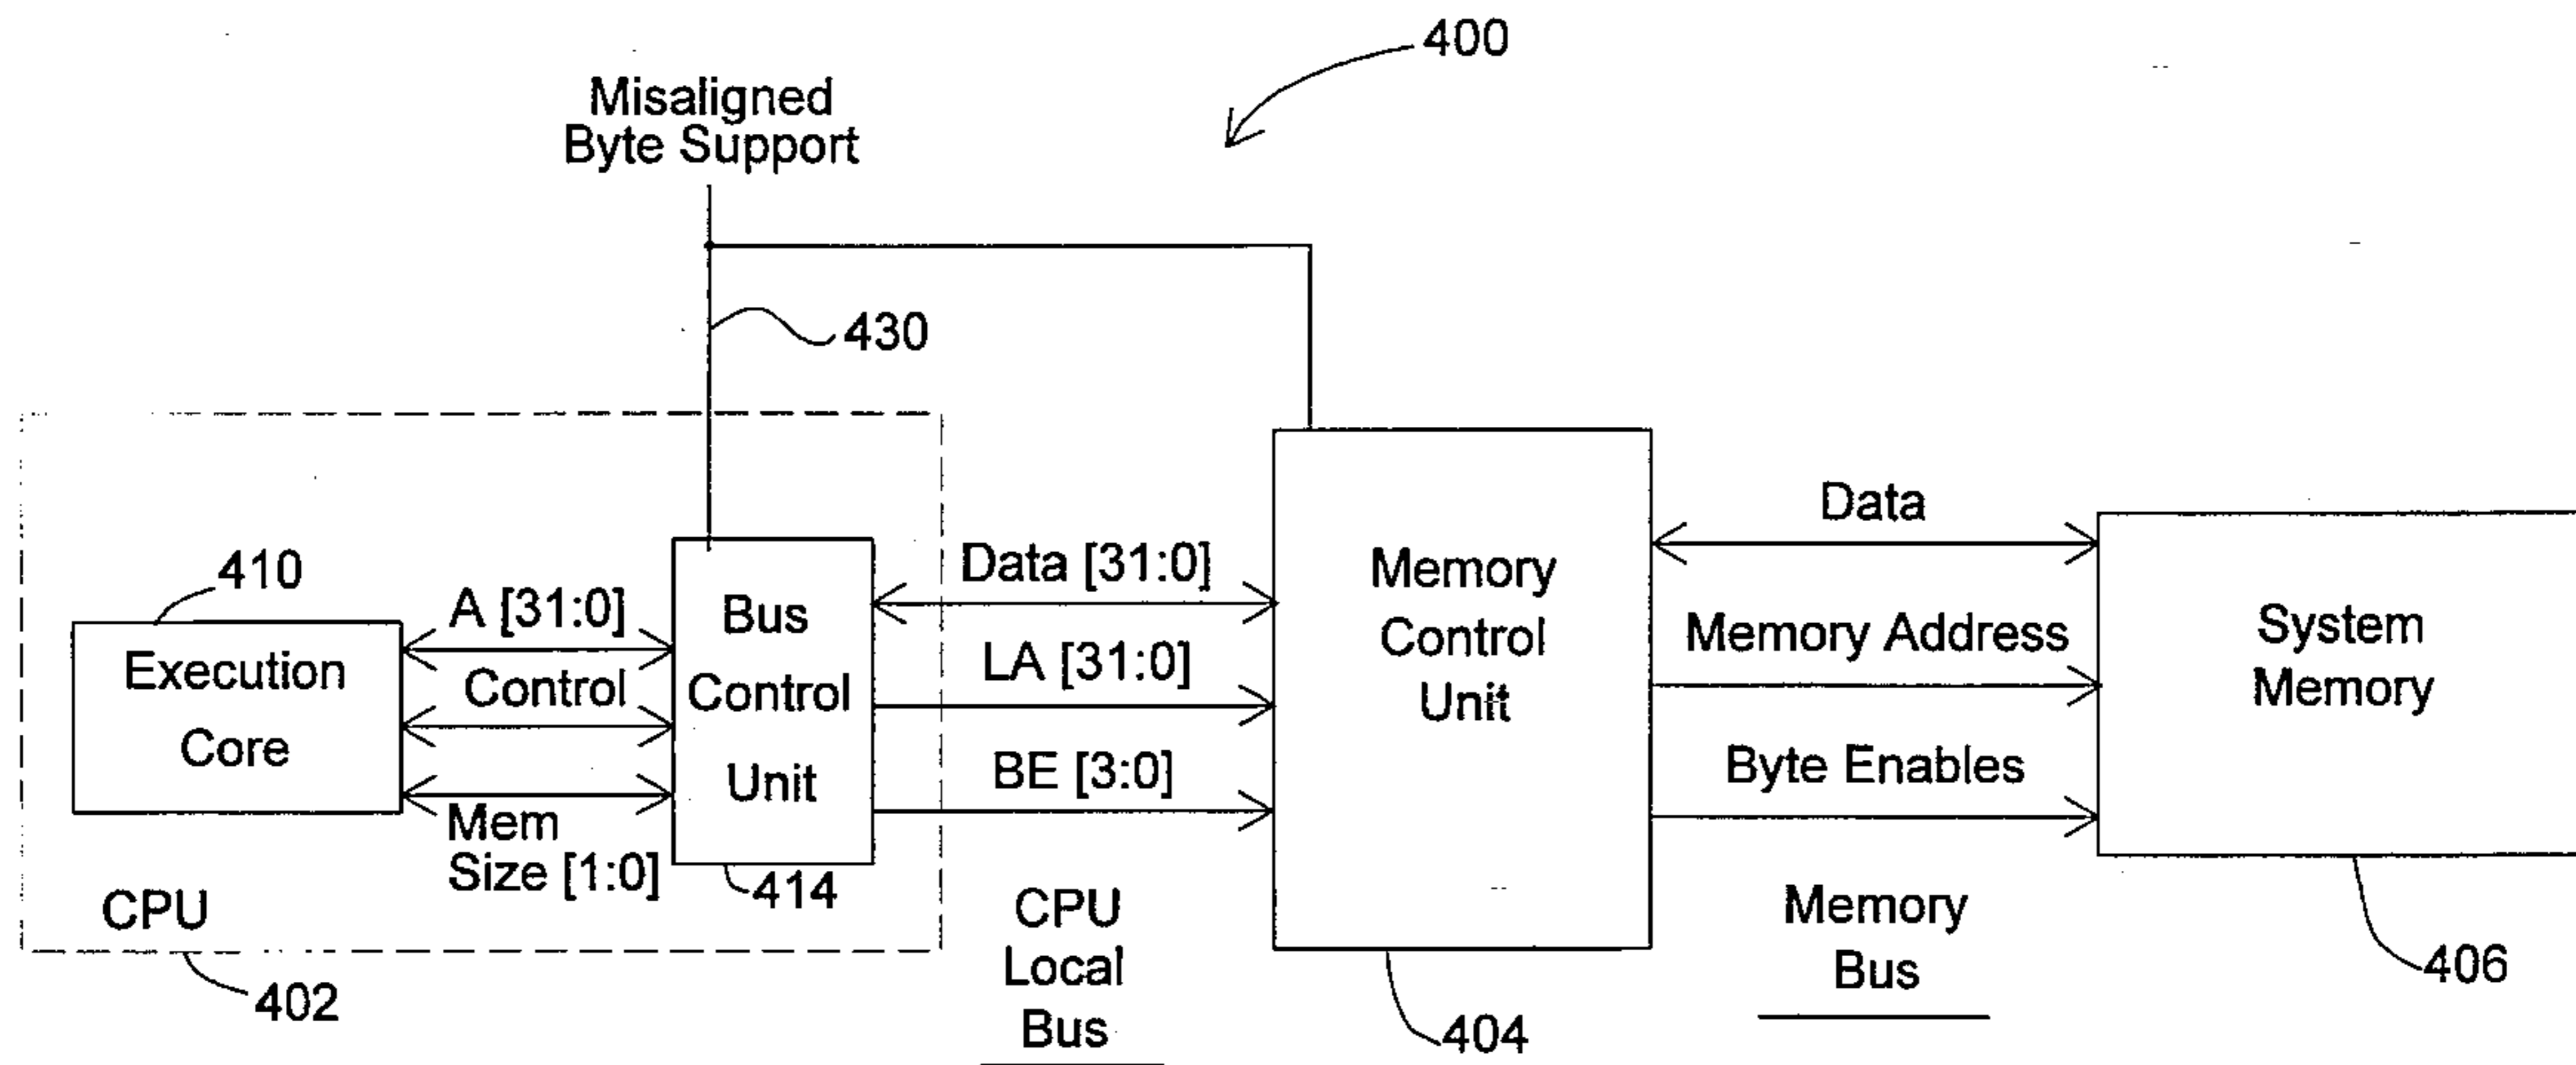 400
Misaligned
Byte Support
430
410
Execution
Core
A [31:0]
Control
Mem
Size [1:0]
Bus
Control
Unit
414
CPU
402
Data [31:0]
LA [31:0]
BE [3:0]
CPU
Local
Bus
Memory
Control
Unit
404
Data
Memory Address
Byte Enables
Memory
Bus
System
Memory
406